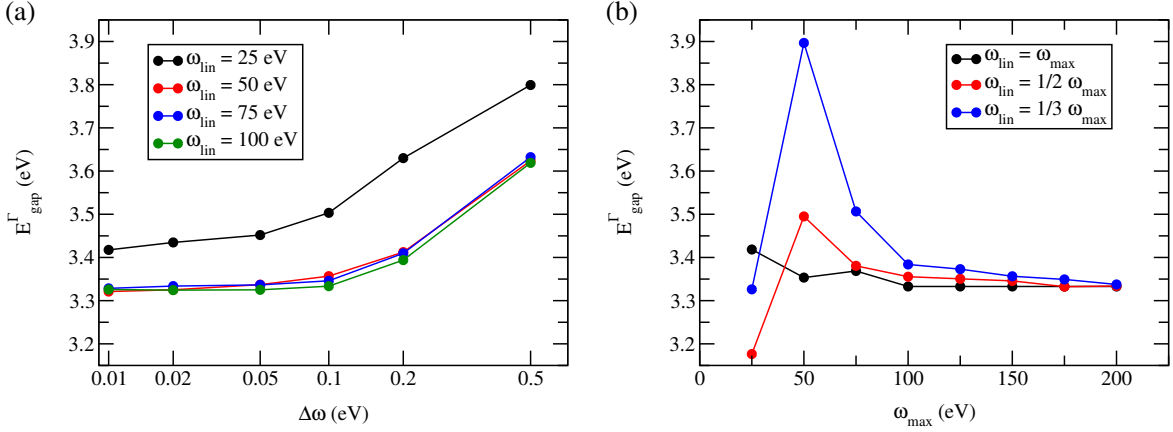 (a)
3.9
3.8
3.7
3.6
3.5
3.4
3.3
3.2
E^Γ_gap (eV)
ω_lin = 25 eV
ω_lin = 50 eV
ω_lin = 75 eV
ω_lin = 100 eV
0.01 0.02 0.05 0.1 0.2 0.5
Δω (eV)
(b)
3.9
3.8
3.7
3.6
3.5
3.4
3.3
3.2
E^Γ_gap (eV)
ω_lin = ω_max
ω_lin = 1/2 ω_max
ω_lin = 1/3 ω_max
0 50 100 150 200
ω_max (eV)